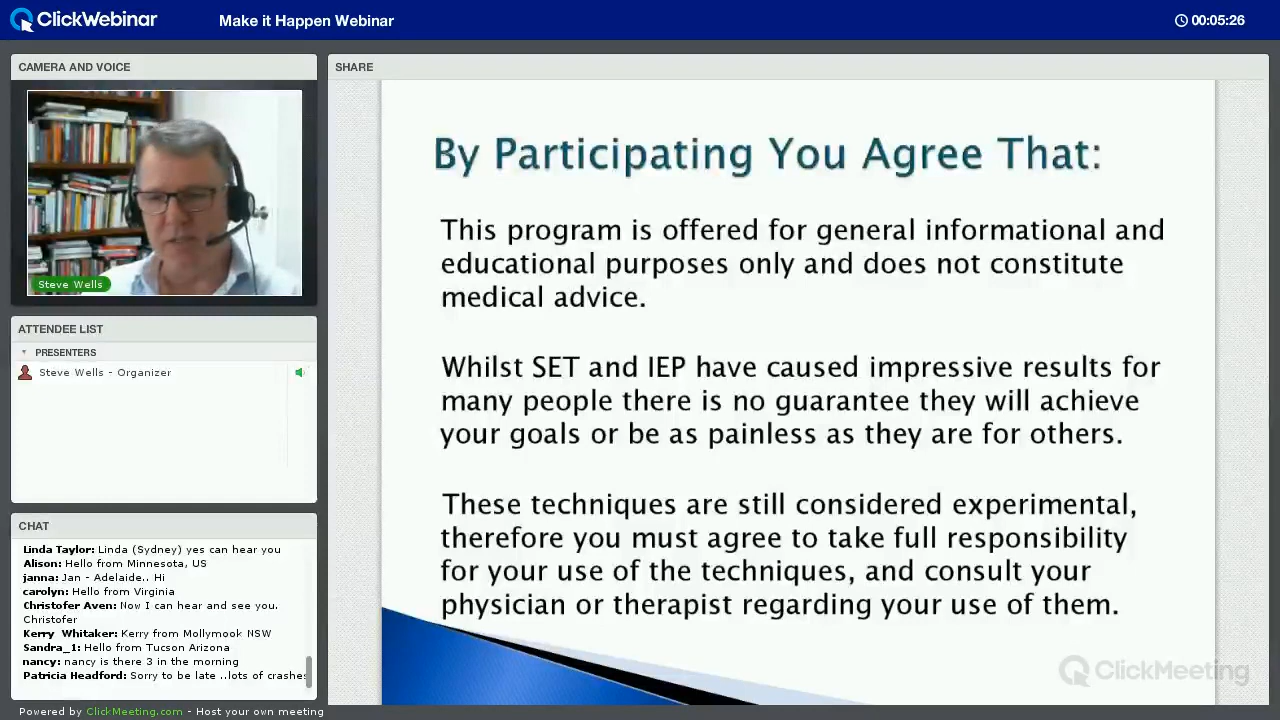 ClickWebinar
Make it Happen Webinar
00:05:26
CAMERA AND VOICE
Steve Wells
ATTENDEE LIST
PRESENTERS
Steve Wells - Organizer
CHAT
Linda Taylor: Linda (Sydney) yes can hear you
Alison: Hello from Minnesota, US
janna: Jan - Adelaide.. Hi
carolyn: Hello from Virginia
Christofer Aven: Now I can hear and see you.
Christofer
Kerry Whitaker: Kerry from Mollymook NSW
Sandra_1: Hello from Tucson Arizona
nancy: nancy is there 3 in the morning
Patricia Headford: Sorry to be late ..lots of crashes
Powered by ClickMeeting.com - Host your own meeting
SHARE
By Participating You Agree That:
This program is offered for general informational and
educational purposes only and does not constitute
medical advice.
Whilst SET and IEP have caused impressive results for
many people there is no guarantee they will achieve
your goals or be as painless as they are for others.
These techniques are still considered experimental,
therefore you must agree to take full responsibility
for your use of the techniques, and consult your
physician or therapist regarding your use of them.
ClickMeeting